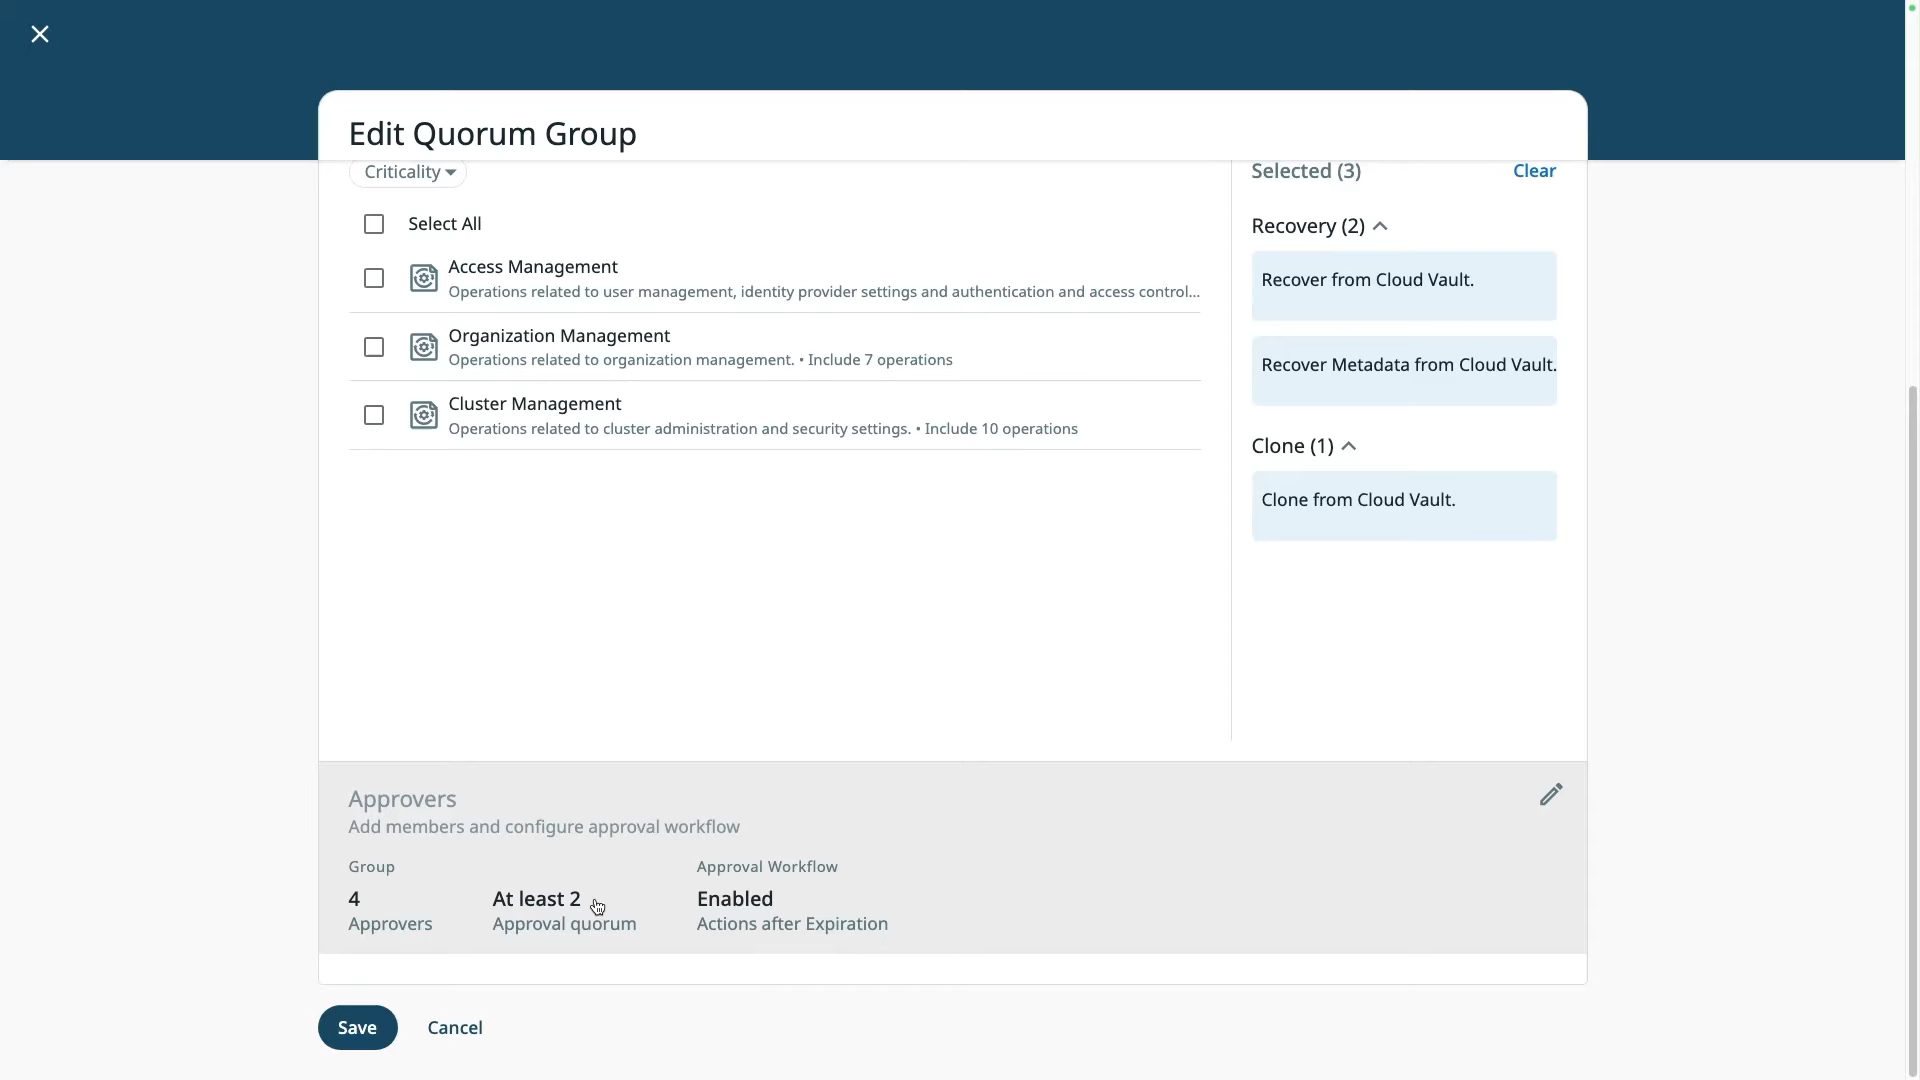 Edit Quorum Group
Criticality
Selected (3)
Clear
Select All
Access Management
Operations related to user management, identity provider settings and authentication and access control...
Organization Management
Operations related to organization management. • Include 7 operations
Cluster Management
Operations related to cluster administration and security settings. • Include 10 operations
Recovery (2)
Recover from Cloud Vault.
Recover Metadata from Cloud Vault.
Clone (1)
Clone from Cloud Vault.
Approvers
Add members and configure approval workflow
Group
Approval Workflow
4
At least 2
Enabled
Approvers
Approval quorum
Actions after Expiration
Save
Cancel